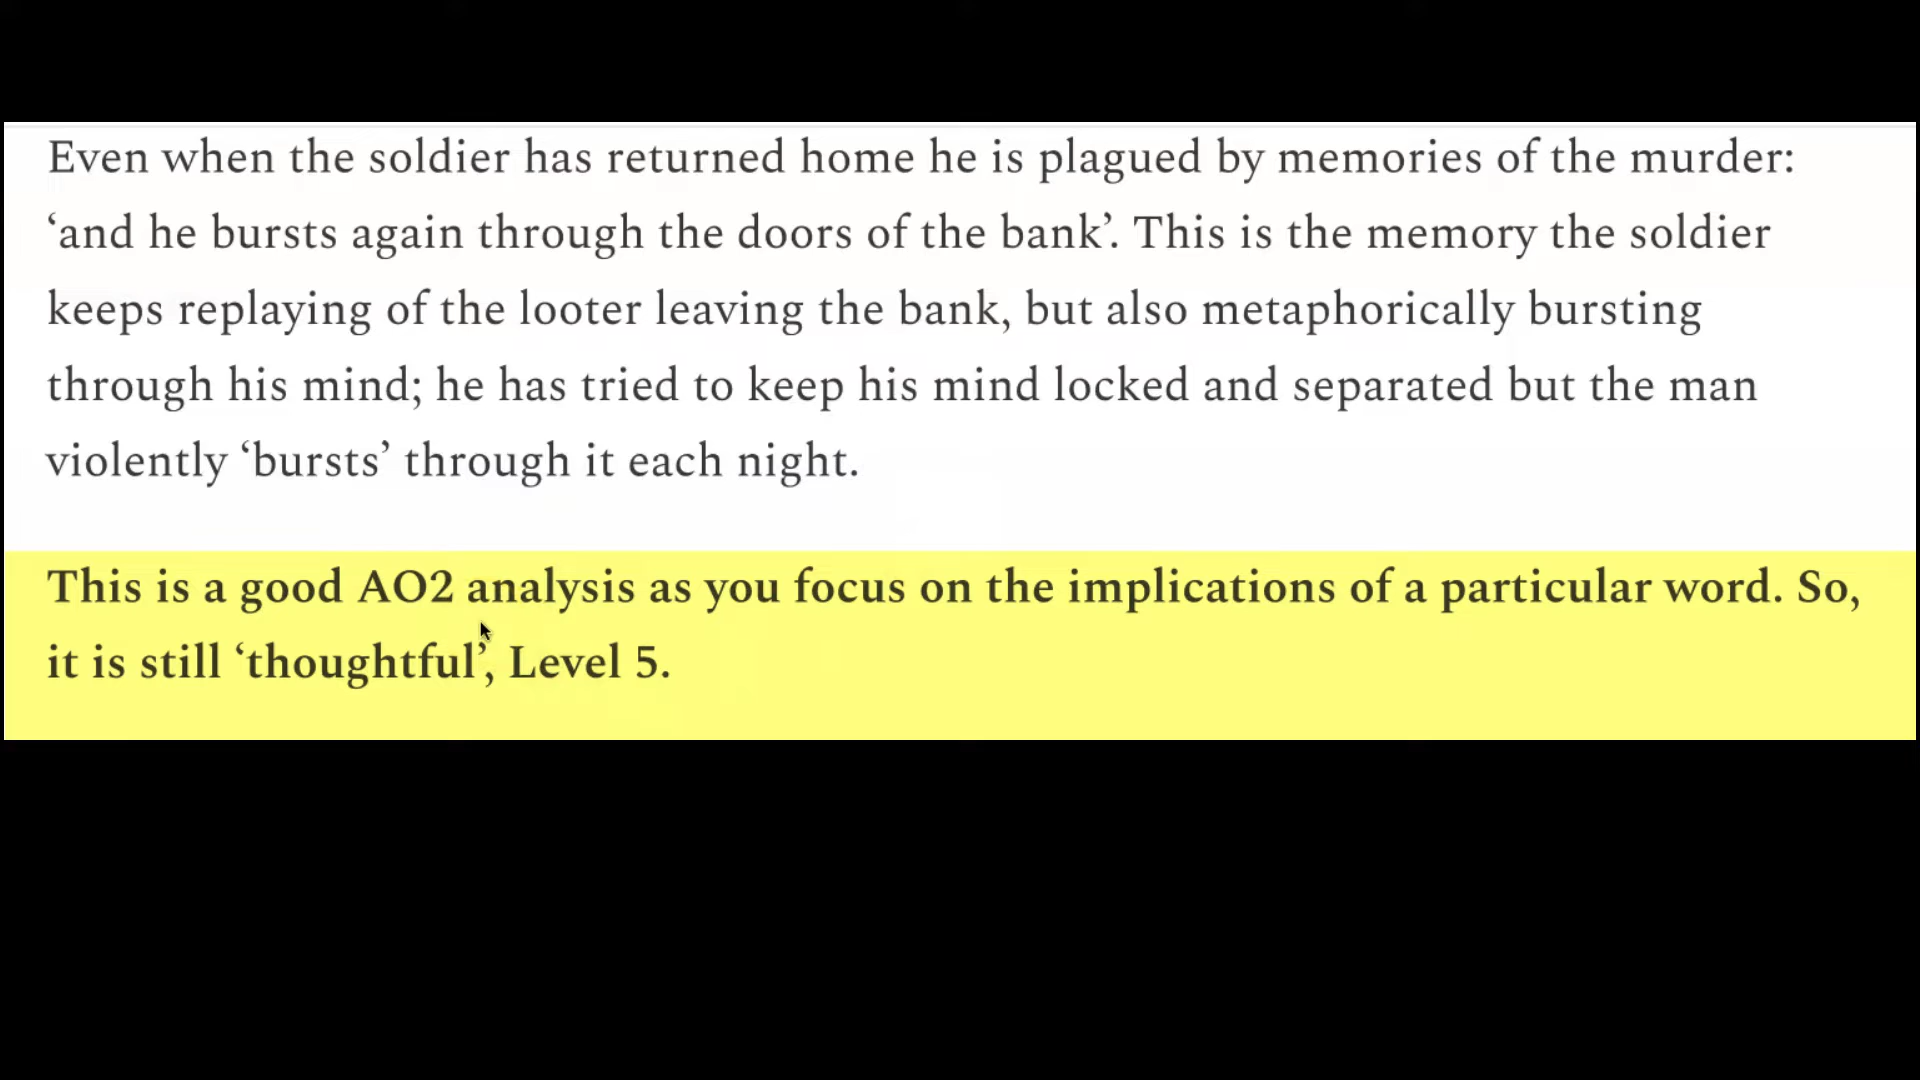 Even when the soldier has returned home he is plagued by memories of the murder:
‘and he bursts again through the doors of the bank’. This is the memory the soldier
keeps replaying of the looter leaving the bank, but also metaphorically bursting
through his mind; he has tried to keep his mind locked and separated but the man
violently ‘bursts’ through it each night.
This is a good AO2 analysis as you focus on the implications of a particular word. So,
it is still ‘thoughtful’, Level 5.